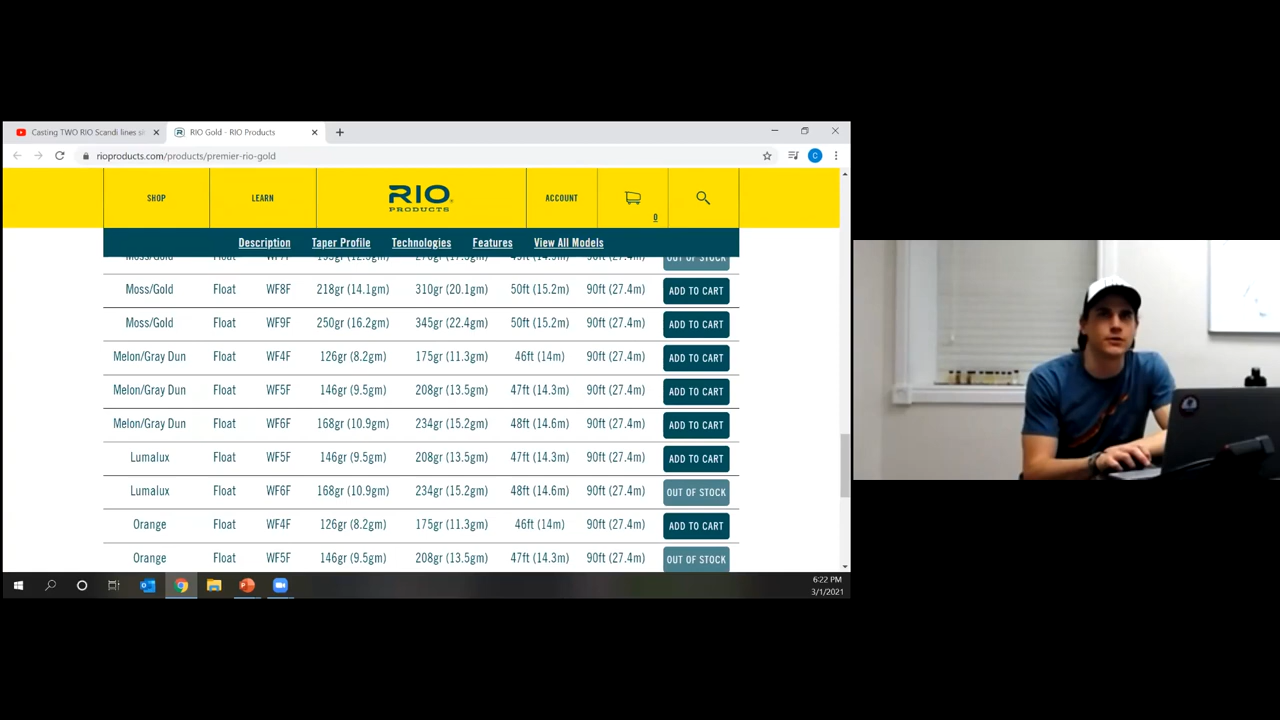 Casting TWO RIO Scandi lines si
RIO Gold - RIO Products
rioproducts.com/products/premier-rio-gold
C
SHOP
LEARN
RIO
PRODUCTS
ACCOUNT
0
Description
Taper Profile
Technologies
Features
View All Models
Moss/Gold
OUT OF STOCK
Moss/Gold Float WF8F 218gr (14.1gm) 310gr (20.1gm) 50ft (15.2m) 90ft (27.4m) ADD TO CART
Moss/Gold Float WF9F 250gr (16.2gm) 345gr (22.4gm) 50ft (15.2m) 90ft (27.4m) ADD TO CART
Melon/Gray Dun Float WF4F 126gr (8.2gm) 175gr (11.3gm) 46ft (14m) 90ft (27.4m) ADD TO CART
Melon/Gray Dun Float WF5F 146gr (9.5gm) 208gr (13.5gm) 47ft (14.3m) 90ft (27.4m) ADD TO CART
Melon/Gray Dun Float WF6F 168gr (10.9gm) 234gr (15.2gm) 48ft (14.6m) 90ft (27.4m) ADD TO CART
Lumalux Float WF5F 146gr (9.5gm) 208gr (13.5gm) 47ft (14.3m) 90ft (27.4m) ADD TO CART
Lumalux Float WF6F 168gr (10.9gm) 234gr (15.2gm) 48ft (14.6m) 90ft (27.4m) OUT OF STOCK
Orange Float WF4F 126gr (8.2gm) 175gr (11.3gm) 46ft (14m) 90ft (27.4m) ADD TO CART
Orange Float WF5F 146gr (9.5gm) 208gr (13.5gm) 47ft (14.3m) 90ft (27.4m) OUT OF STOCK
6:22 PM
3/1/2021